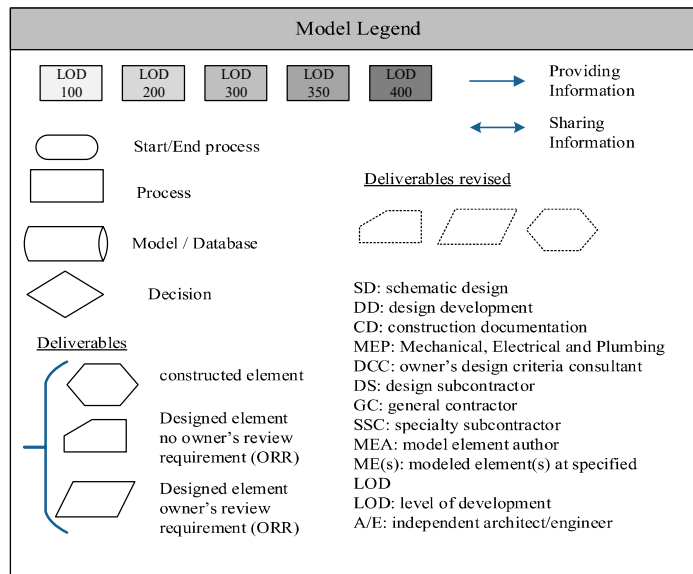 Model Legend
LOD
100
LOD
200
LOD
300
LOD
350
LOD
400
Providing
Information
Sharing
Information
Start/End process
Process
Model / Database
Decision
Deliverables
constructed element
Designed element
no owner's review
requirement (ORR)
Designed element
owner's review
requirement (ORR)
Deliverables revised
SD: schematic design
DD: design development
CD: construction documentation
MEP: Mechanical, Electrical and Plumbing
DCC: owner's design criteria consultant
DS: design subcontractor
GC: general contractor
SSC: specialty subcontractor
MEA: model element author
ME(s): modeled element(s) at specified
LOD
LOD: level of development
A/E: independent architect/engineer